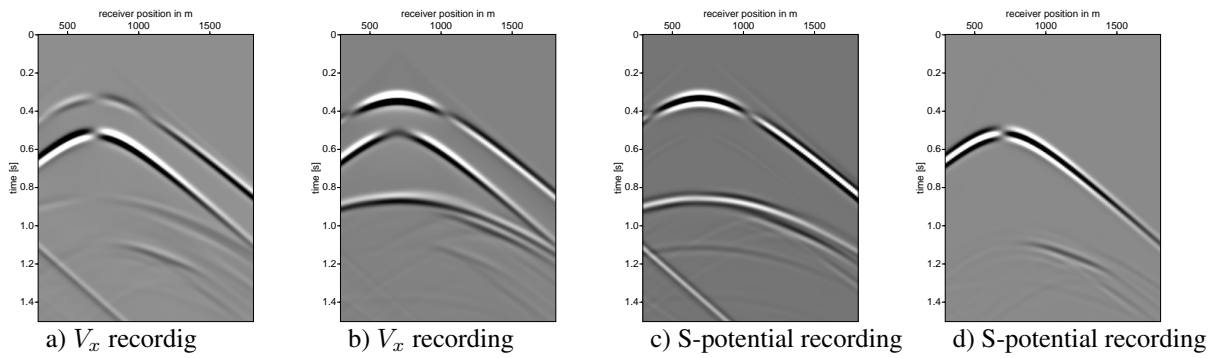 receiver position in m
500 1000 1500
0
0.2
0.4
0.6
0.8
1.0
1.2
1.4
time [s]
a) Vx recordig
receiver position in m
500 1000 1500
0
0.2
0.4
0.6
0.8
1.0
1.2
1.4
time [s]
b) Vx recording
receiver position in m
500 1000 1500
0
0.2
0.4
0.6
0.8
1.0
1.2
1.4
time [s]
c) S-potential recording
receiver position in m
500 1000 1500
0
0.2
0.4
0.6
0.8
1.0
1.2
1.4
time [s]
d) S-potential recording